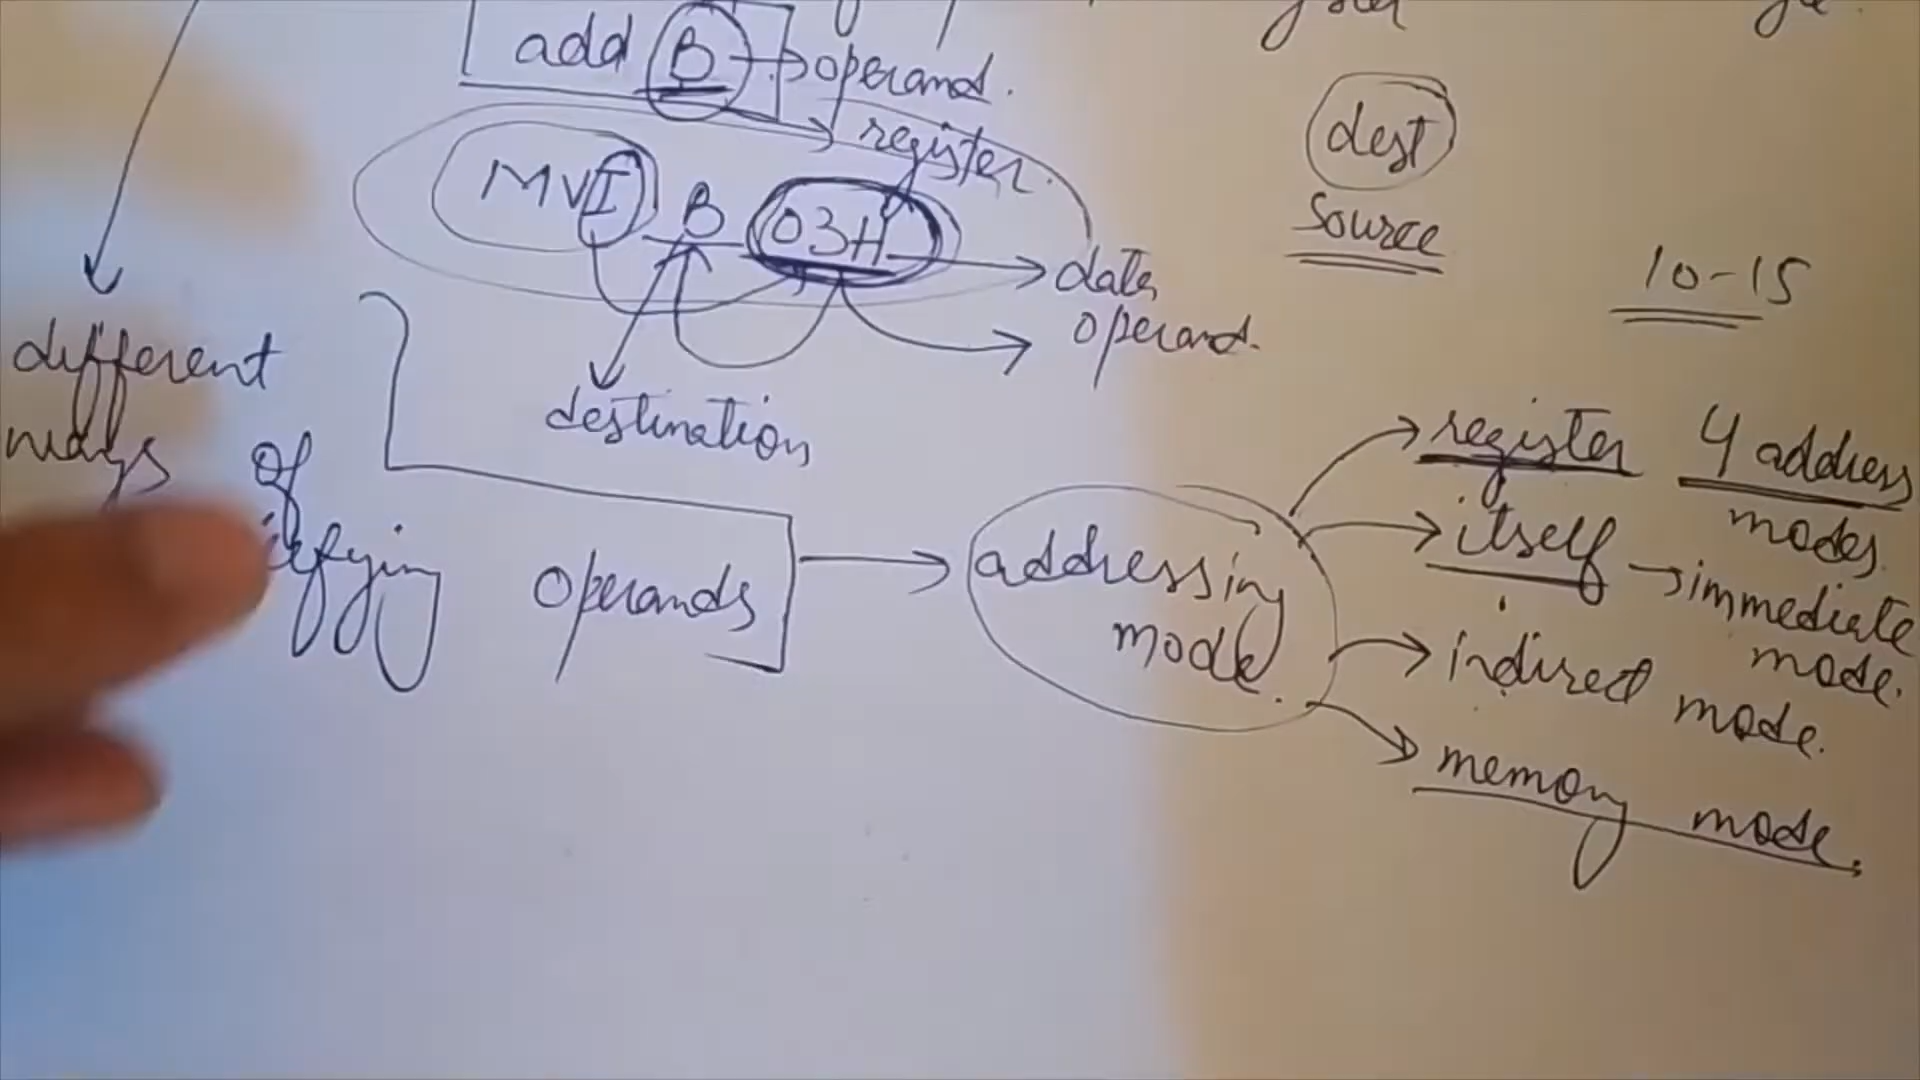 add B → operand.
register.
MVI B 03H → data
operand.
destination
dest
source
10-15
different
ways of
operands → addressing
mode.
register 4 address
modes.
itself → immediate
mode.
indirect mode.
memory mode.